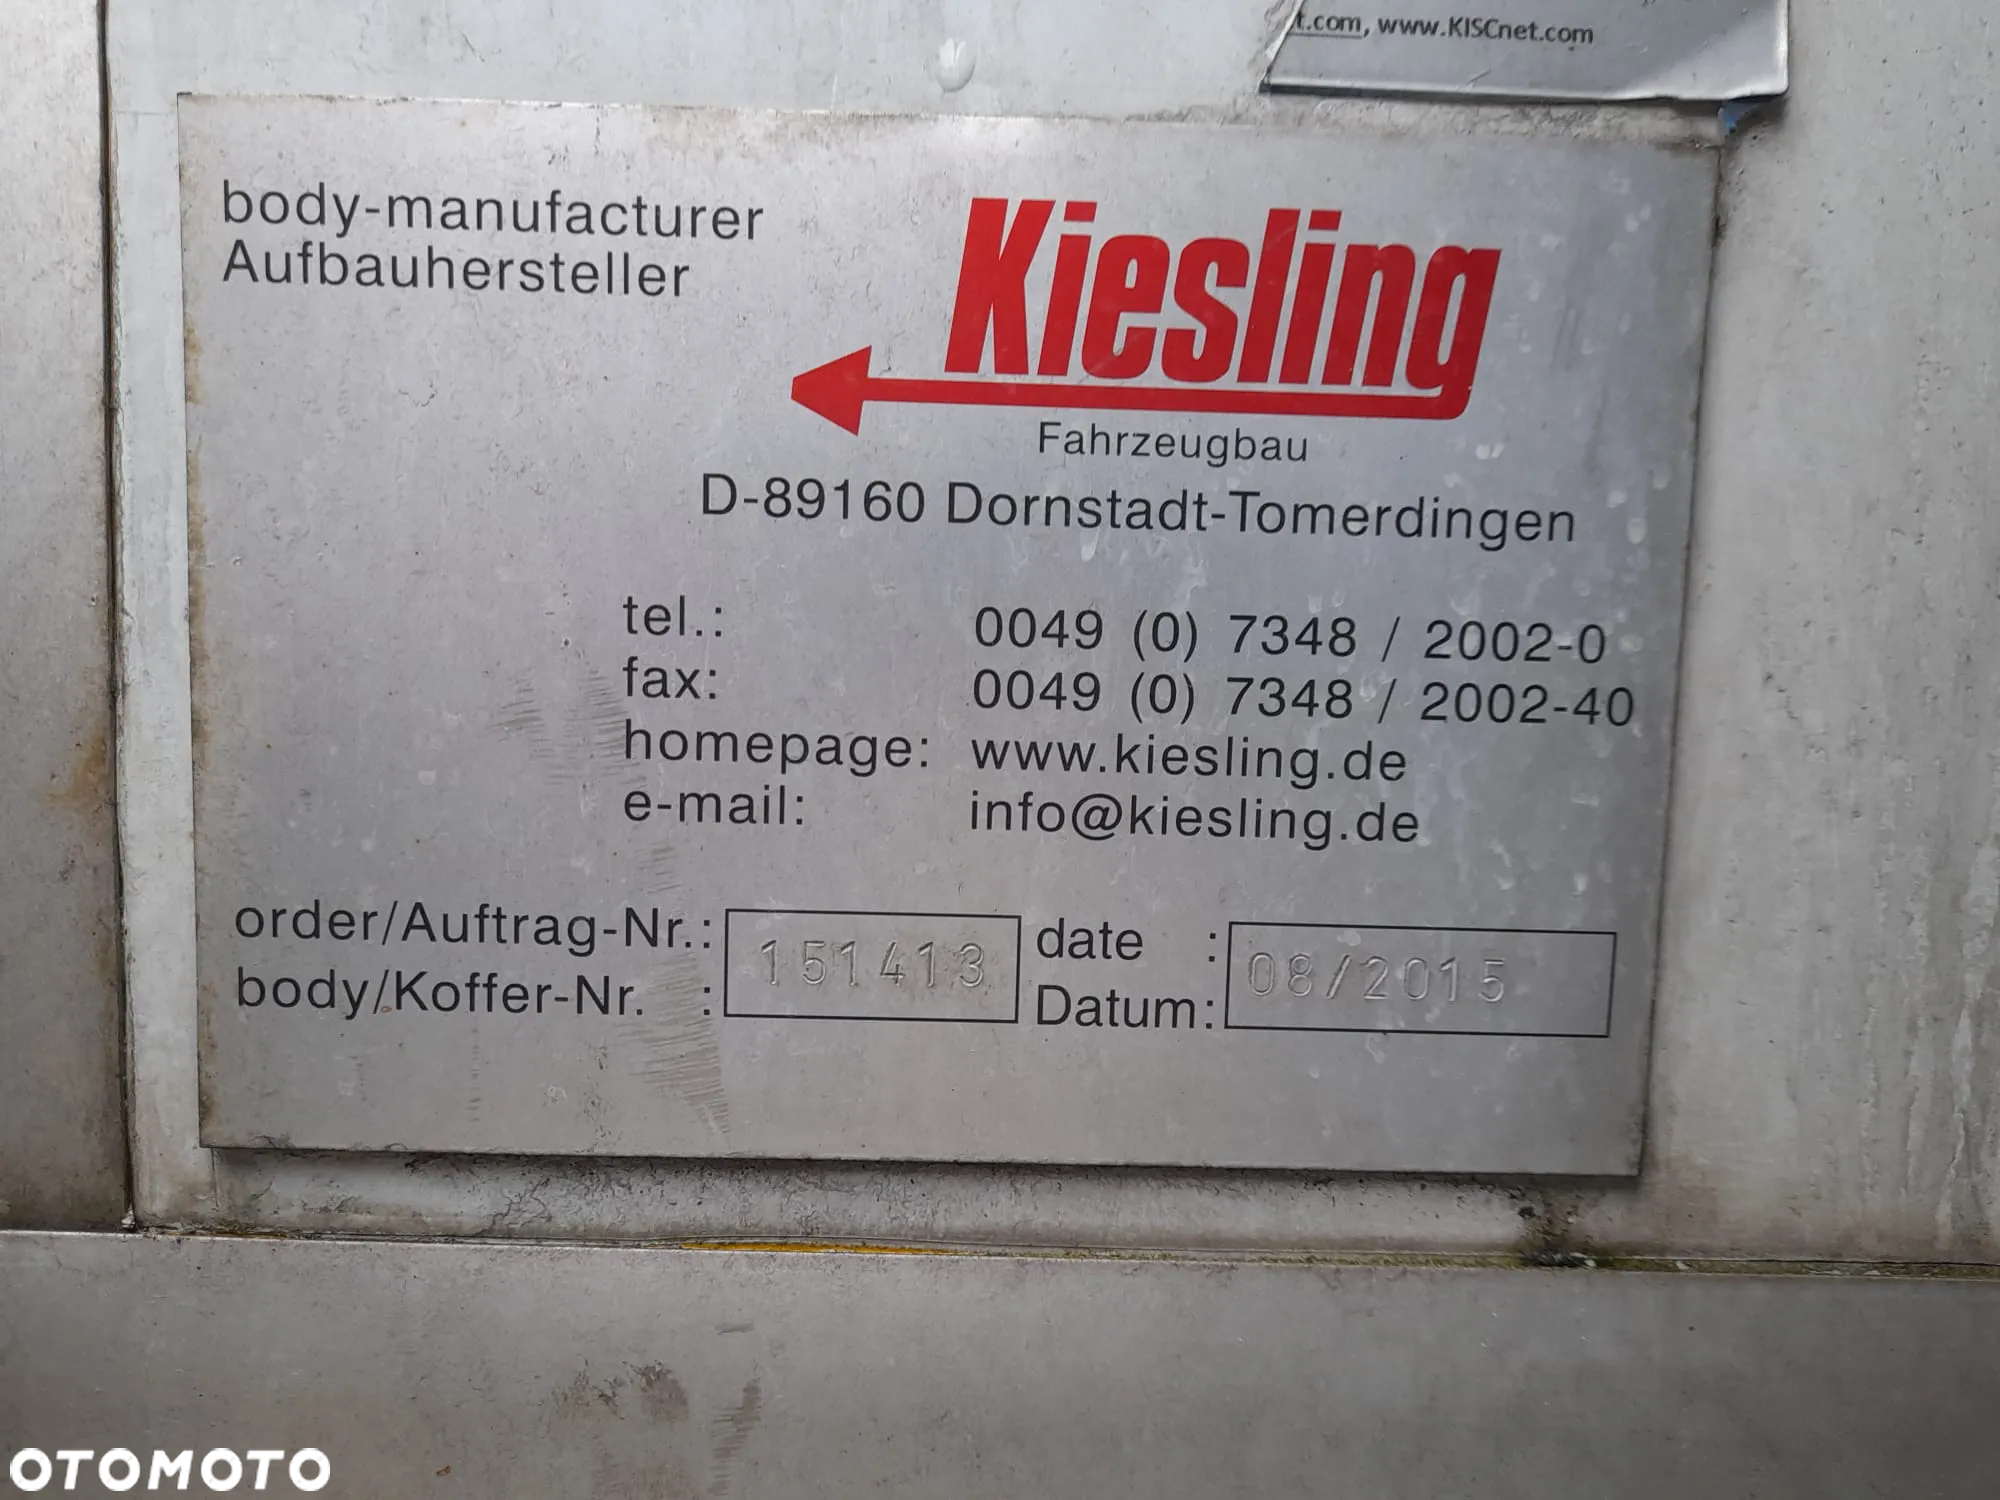 t.com, www.KISCnet.com
body-manufacturer
Aufbauhersteller
Kiesling
Fahrzeugbau
D-89160 Dornstadt-Tomerdingen
tel.: 0049 (0) 7348 / 2002-0
fax: 0049 (0) 7348 / 2002-40
homepage: www.kiesling.de
e-mail: info@kiesling.de
order/Auftrag-Nr.: 151413 date : 08/2015
body/Koffer-Nr. : Datum:
OTOMOTO